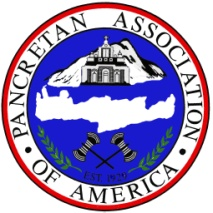 PANCRETAN ASSOCIATION
• OF AMERICA •
EST 1929